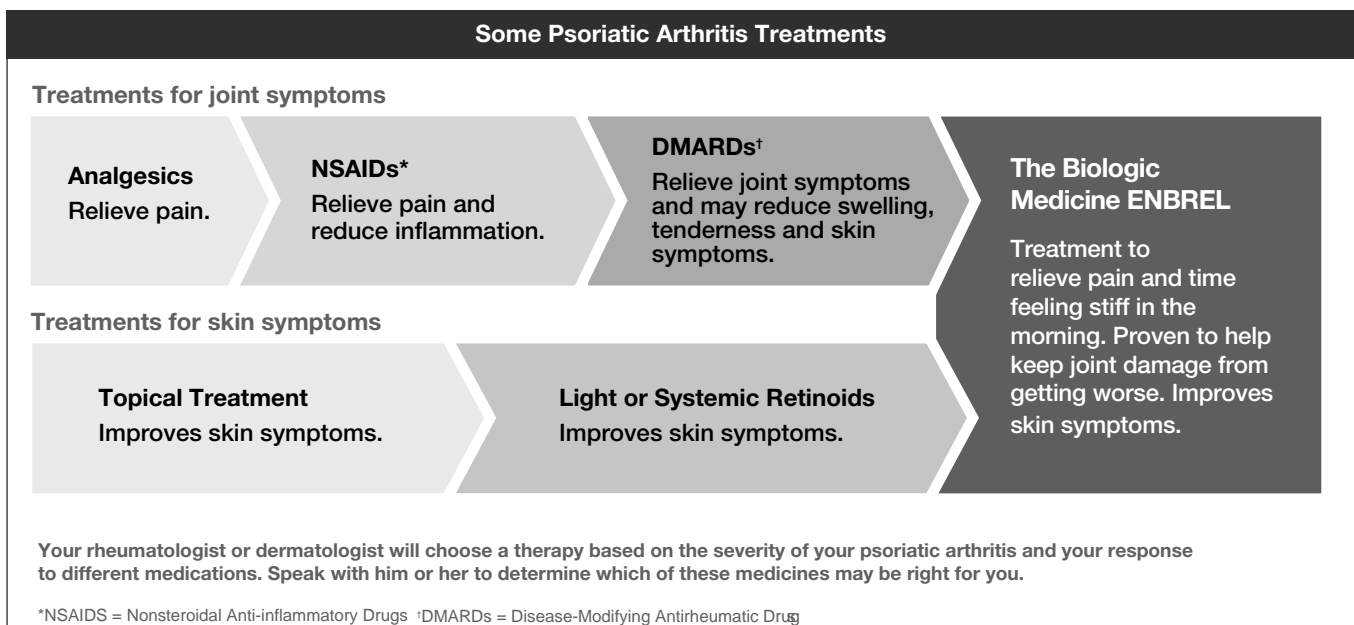 Some Psoriatic Arthritis Treatments
Treatments for joint symptoms
Analgesics
Relieve pain.
NSAIDs*
Relieve pain and
reduce inflammation.
DMARDs†
Relieve joint symptoms
and may reduce swelling,
tenderness and skin
symptoms.
The Biologic
Medicine ENBREL
Treatment to
relieve pain and time
feeling stiff in the
morning. Proven to help
keep joint damage from
getting worse. Improves
skin symptoms.
Treatments for skin symptoms
Topical Treatment
Improves skin symptoms.
Light or Systemic Retinoids
Improves skin symptoms.
Your rheumatologist or dermatologist will choose a therapy based on the severity of your psoriatic arthritis and your response
to different medications. Speak with him or her to determine which of these medicines may be right for you.
*NSAIDS = Nonsteroidal Anti-inflammatory Drugs †DMARDs = Disease-Modifying Antirheumatic Drugs